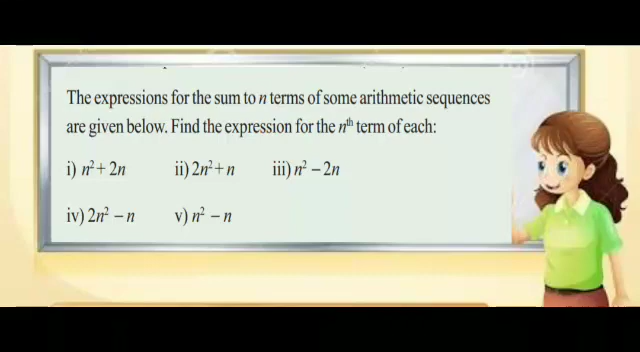 The expressions for the sum to n terms of some arithmetic sequences
are given below. Find the expression for the nᵗʰ term of each:
i) n² + 2n ii) 2n² + n iii) n² – 2n
iv) 2n² – n v) n² – n